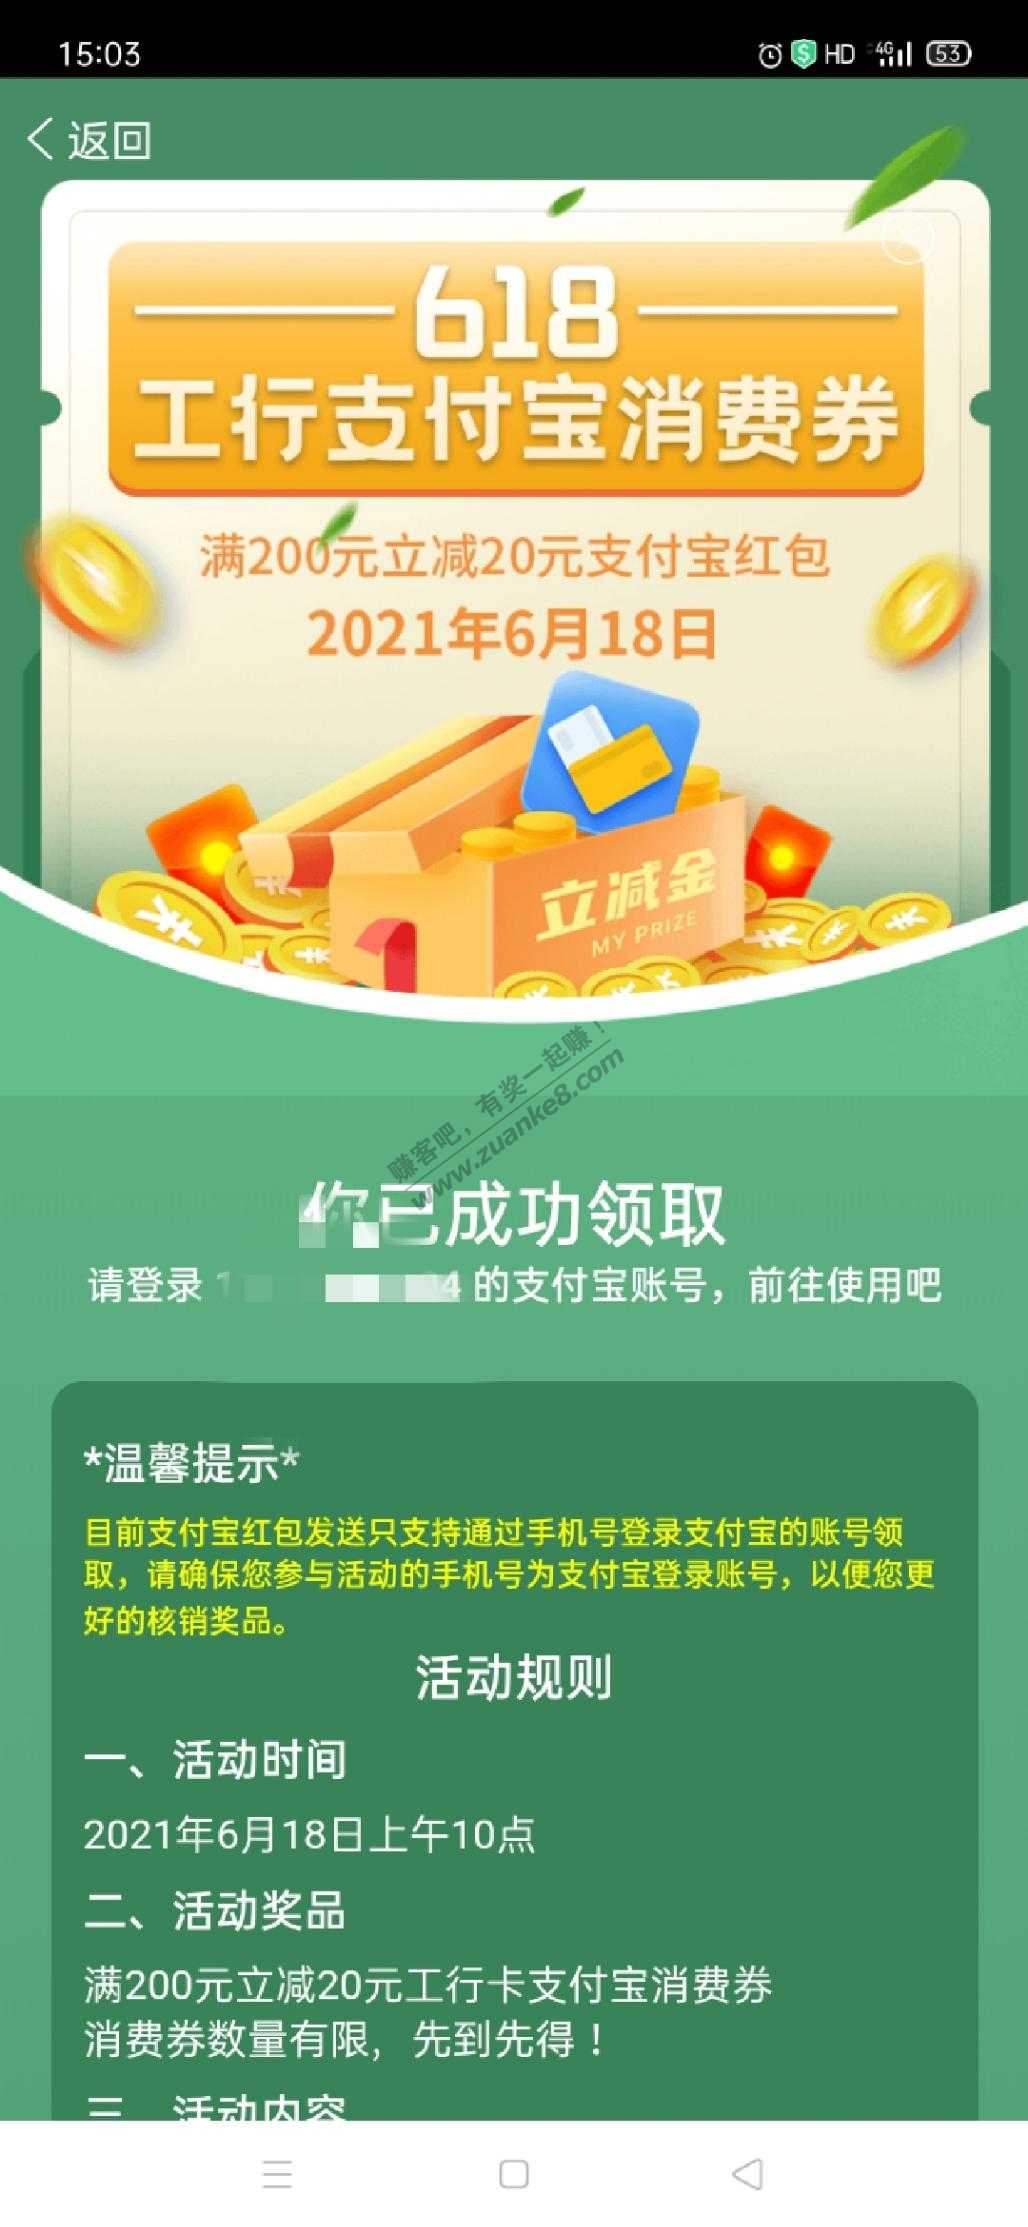 15:03
HD 4G 53
返回
618
工行支付宝消费券
满200元立减20元支付宝红包
2021年6月18日
立减金
MY PRIZE
赚客吧，有奖一起赚！
www.zuanke8.com
你已成功领取
请登录 1 4 的支付宝账号，前往使用吧
*温馨提示*
目前支付宝红包发送只支持通过手机号登录支付宝的账号领
取，请确保您参与活动的手机号为支付宝登录账号，以便您更
好的核销奖品。
活动规则
一、活动时间
2021年6月18日上午10点
二、活动奖品
满200元立减20元工行卡支付宝消费券
消费券数量有限，先到先得！
三、活动内容